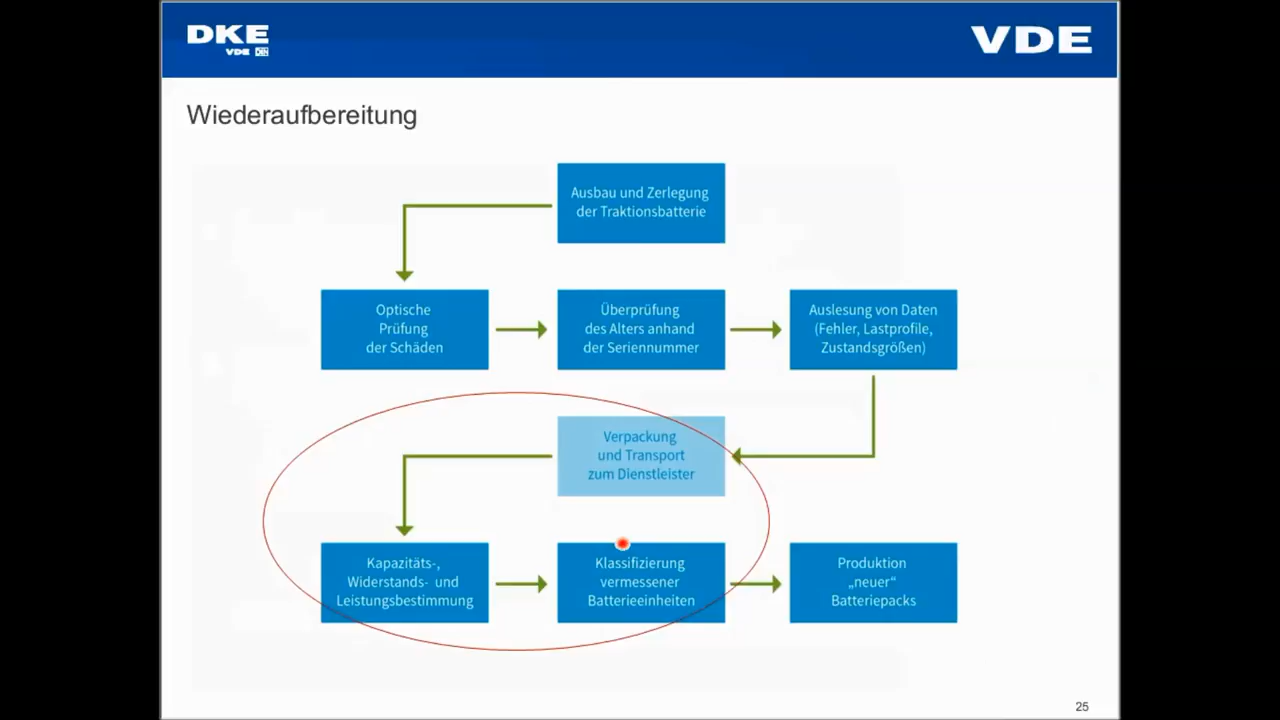 DKE
VDE DIN
VDE
Wiederaufbereitung
Ausbau und Zerlegung
der Traktionsbatterie
Optische
Prüfung
der Schäden
Überprüfung
des Alters anhand
der Seriennummer
Auslesung von Daten
(Fehler, Lastprofile,
Zustandsgrößen)
Verpackung
und Transport
zum Dienstleister
Kapazitäts-,
Widerstands- und
Leistungsbestimmung
Klassifizierung
vermessener
Batterieeinheiten
Produktion
„neuer“
Batteriepacks
25